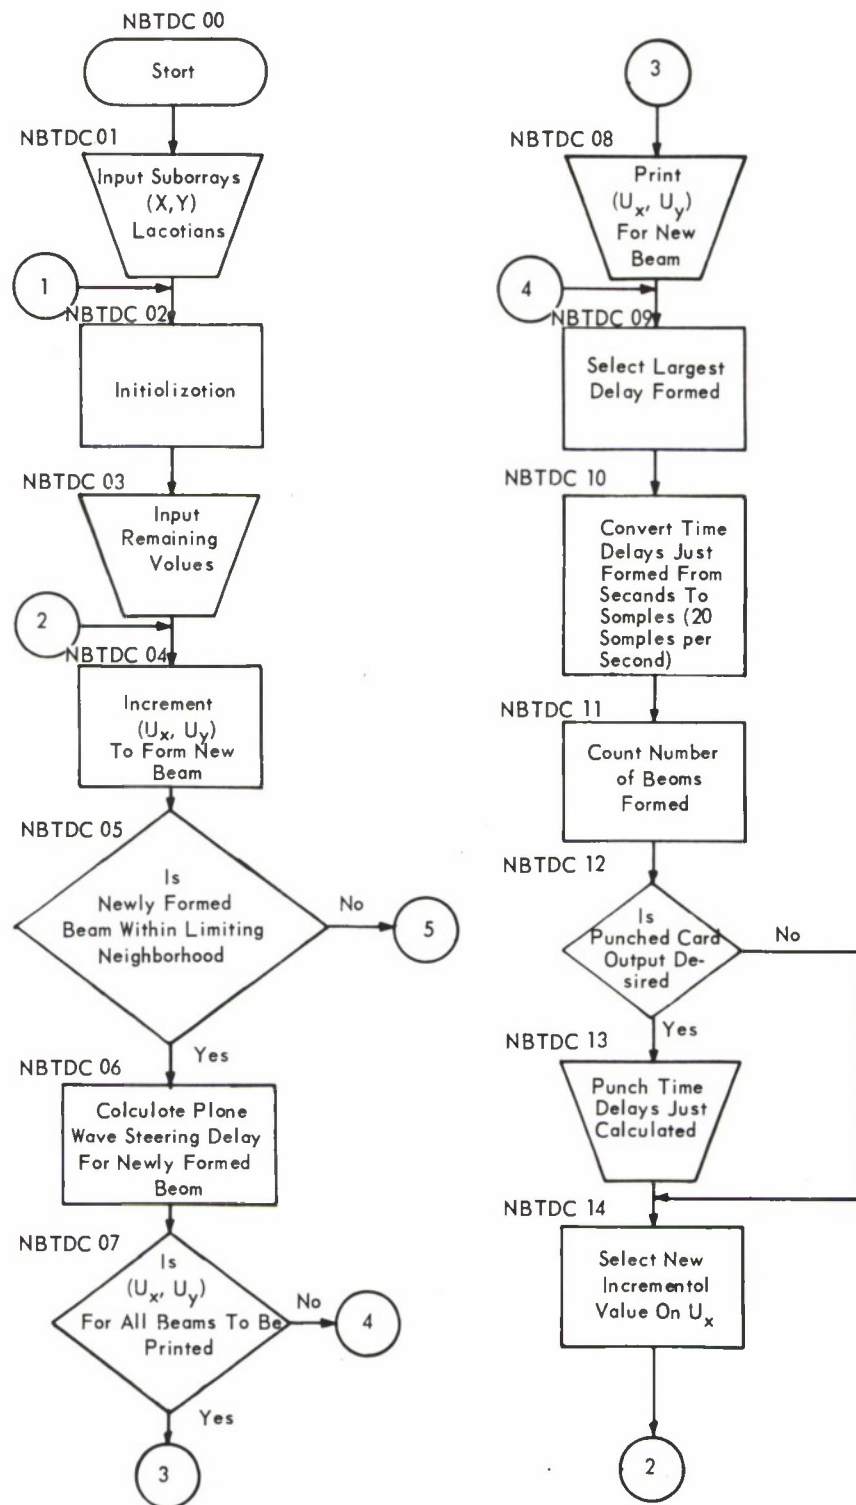 NBTDC 00
Start
NBTDC 01
Input Suborrays
(X,Y)
Lacotians
1
NBTDC 02
Initiolizoton
NBTDC 03
Input
Remaining
Volues
2
NBTDC 04
Increment
(Ux, Uy)
To Form New
Beam
NBTDC 05
Is
Newly Formed
Beam Within Limiting
Neighborhood
No
5
Yes
NBTDC 06
Colculote Plone
Wave Steering Delay
For Newly Formed
Beom
NBTDC 07
Is
(Ux, Uy)
For All Beams To Be
Printed
No
4
Yes
3
3
NBTDC 08
Print
(Ux, Uy)
For New
Beam
4
NBTDC 09
Select Largest
Delay Formed
NBTDC 10
Convert Time
Delays Just
Formed From
Secands To
Somples (20
Somples per
Second)
NBTDC 11
Count Number
of Beoms
Formed
NBTDC 12
Is
Punched Card
Output De-
sired
No
Yes
NBTDC 13
Punch Time
Delays Just
Calculated
NBTDC 14
Select New
Incrementol
Value On Ux
2